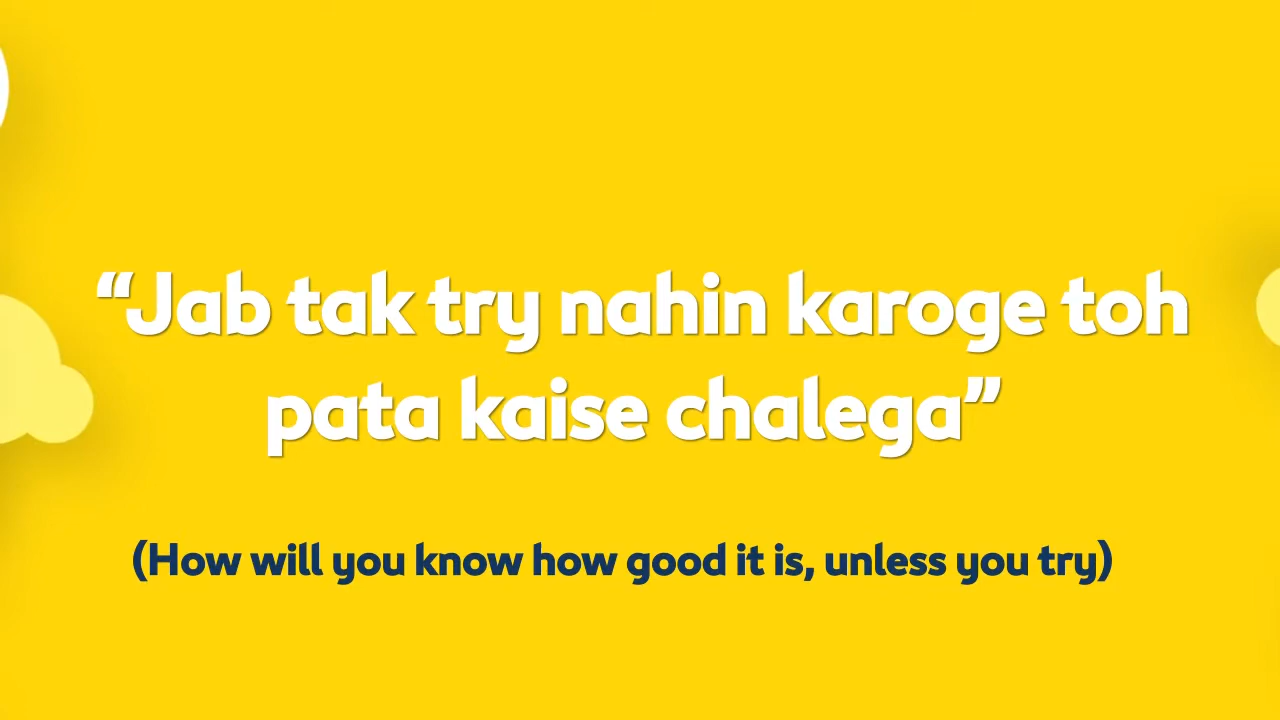 “Jab tak try nahin karoge toh
pata kaise chalega”
(How will you know how good it is, unless you try)